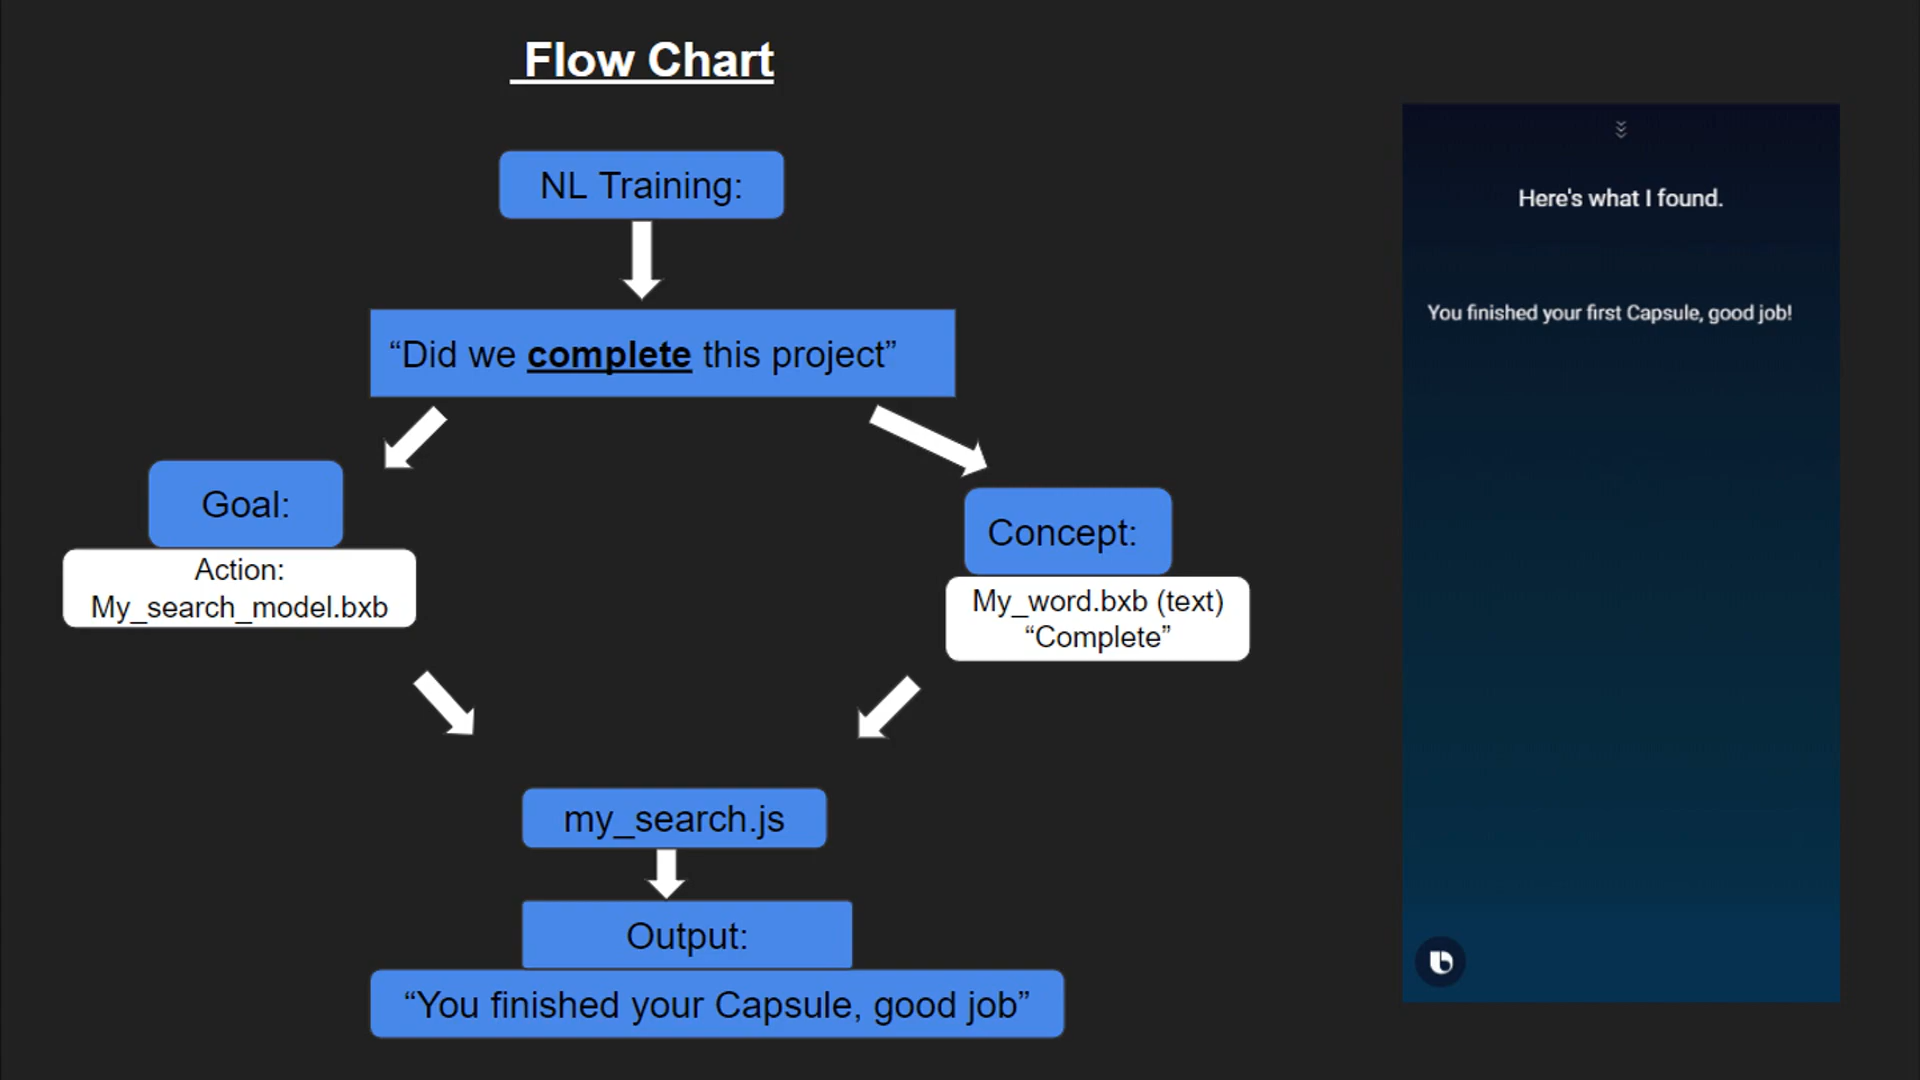 Flow Chart
NL Training:
“Did we complete this project”
Goal:
Action:
My_search_model.bxb
Concept:
My_word.bxb (text)
“Complete”
my_search.js
Output:
“You finished your Capsule, good job”
Here's what I found.
You finished your first Capsule, good job!